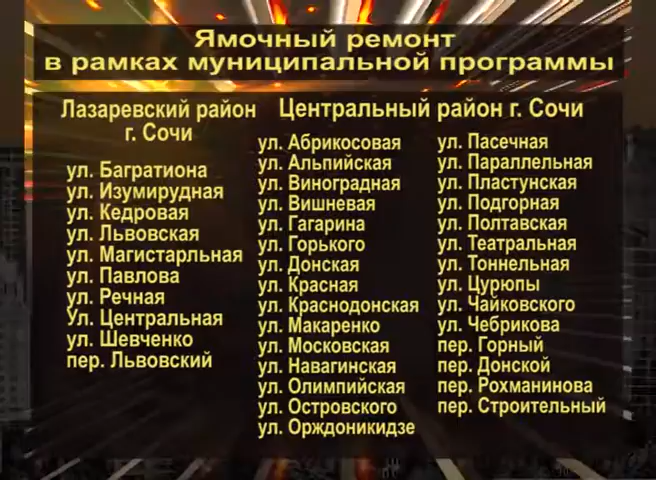 Ямочный ремонт
в рамках муниципальной программы
Лазаревский район
г. Сочи
ул. Багратиона
ул. Изумрудная
ул. Кедровая
ул. Львовская
ул. Магистарльная
ул. Павлова
ул. Речная
Ул. Центральная
ул. Шевченко
пер. Львовский
Центральный район г. Сочи
ул. Абрикосовая
ул. Альпийская
ул. Виноградная
ул. Вишневая
ул. Гагарина
ул. Горького
ул. Донская
ул. Красная
ул. Краснодонская
ул. Макаренко
ул. Московская
ул. Навагинская
ул. Олимпийская
ул. Островского
ул. Орждоникидзе
ул. Пасечная
ул. Параллельная
ул. Пластунская
ул. Подгорная
ул. Полтавская
ул. Театральная
ул. Тоннельная
ул. Цурюпы
ул. Чайковского
ул. Чебрикова
пер. Горный
пер. Донской
пер. Рохманинова
пер. Строительный